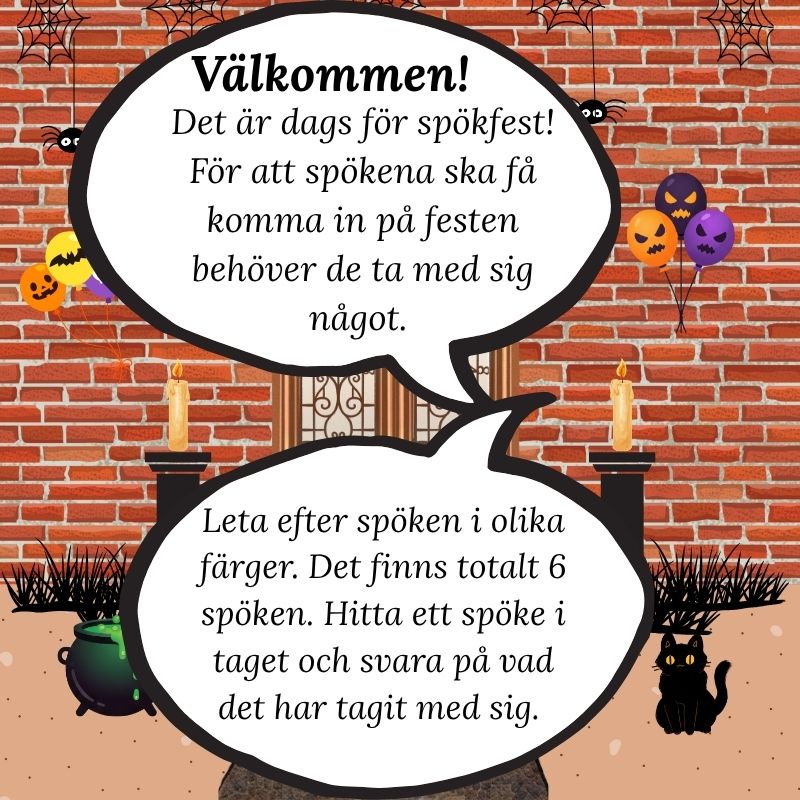 Välkommen!
Det är dags för spökfest!
För att spökena ska få
komma in på festen
behöver de ta med sig
något.
Leta efter spöken i olika
färger. Det finns totalt 6
spöken. Hitta ett spöke i
taget och svara på vad
det har tagit med sig.